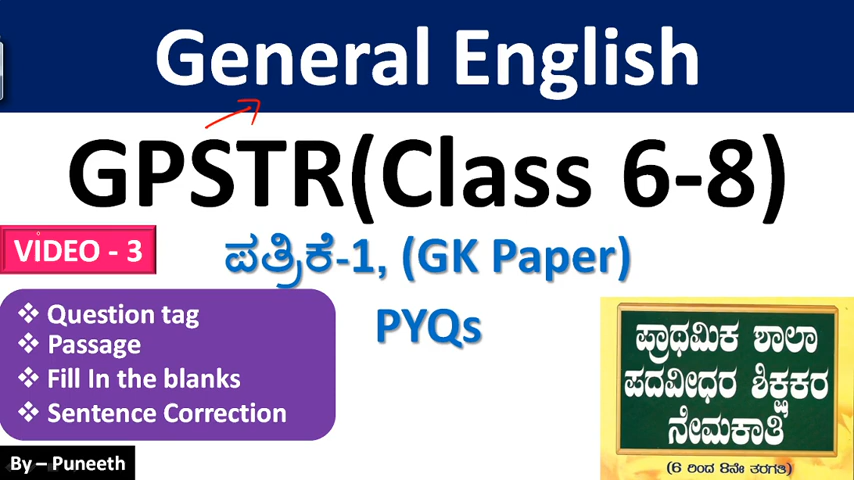 General English
GPSTR(Class 6-8)
VIDEO - 3
ಪತ್ರಿಕೆ-1, (GK Paper)
PYQs
❖ Question tag
❖ Passage
❖ Fill In the blanks
❖ Sentence Correction
By – Puneeth
ಪ್ರಾಥಮಿಕ ಶಾಲಾ
ಪದವೀಧರ ಶಿಕ್ಷಕರ
ನೇಮಕಾತಿ
(6 ರಿಂದ 8ನೇ ತರಗತಿ)